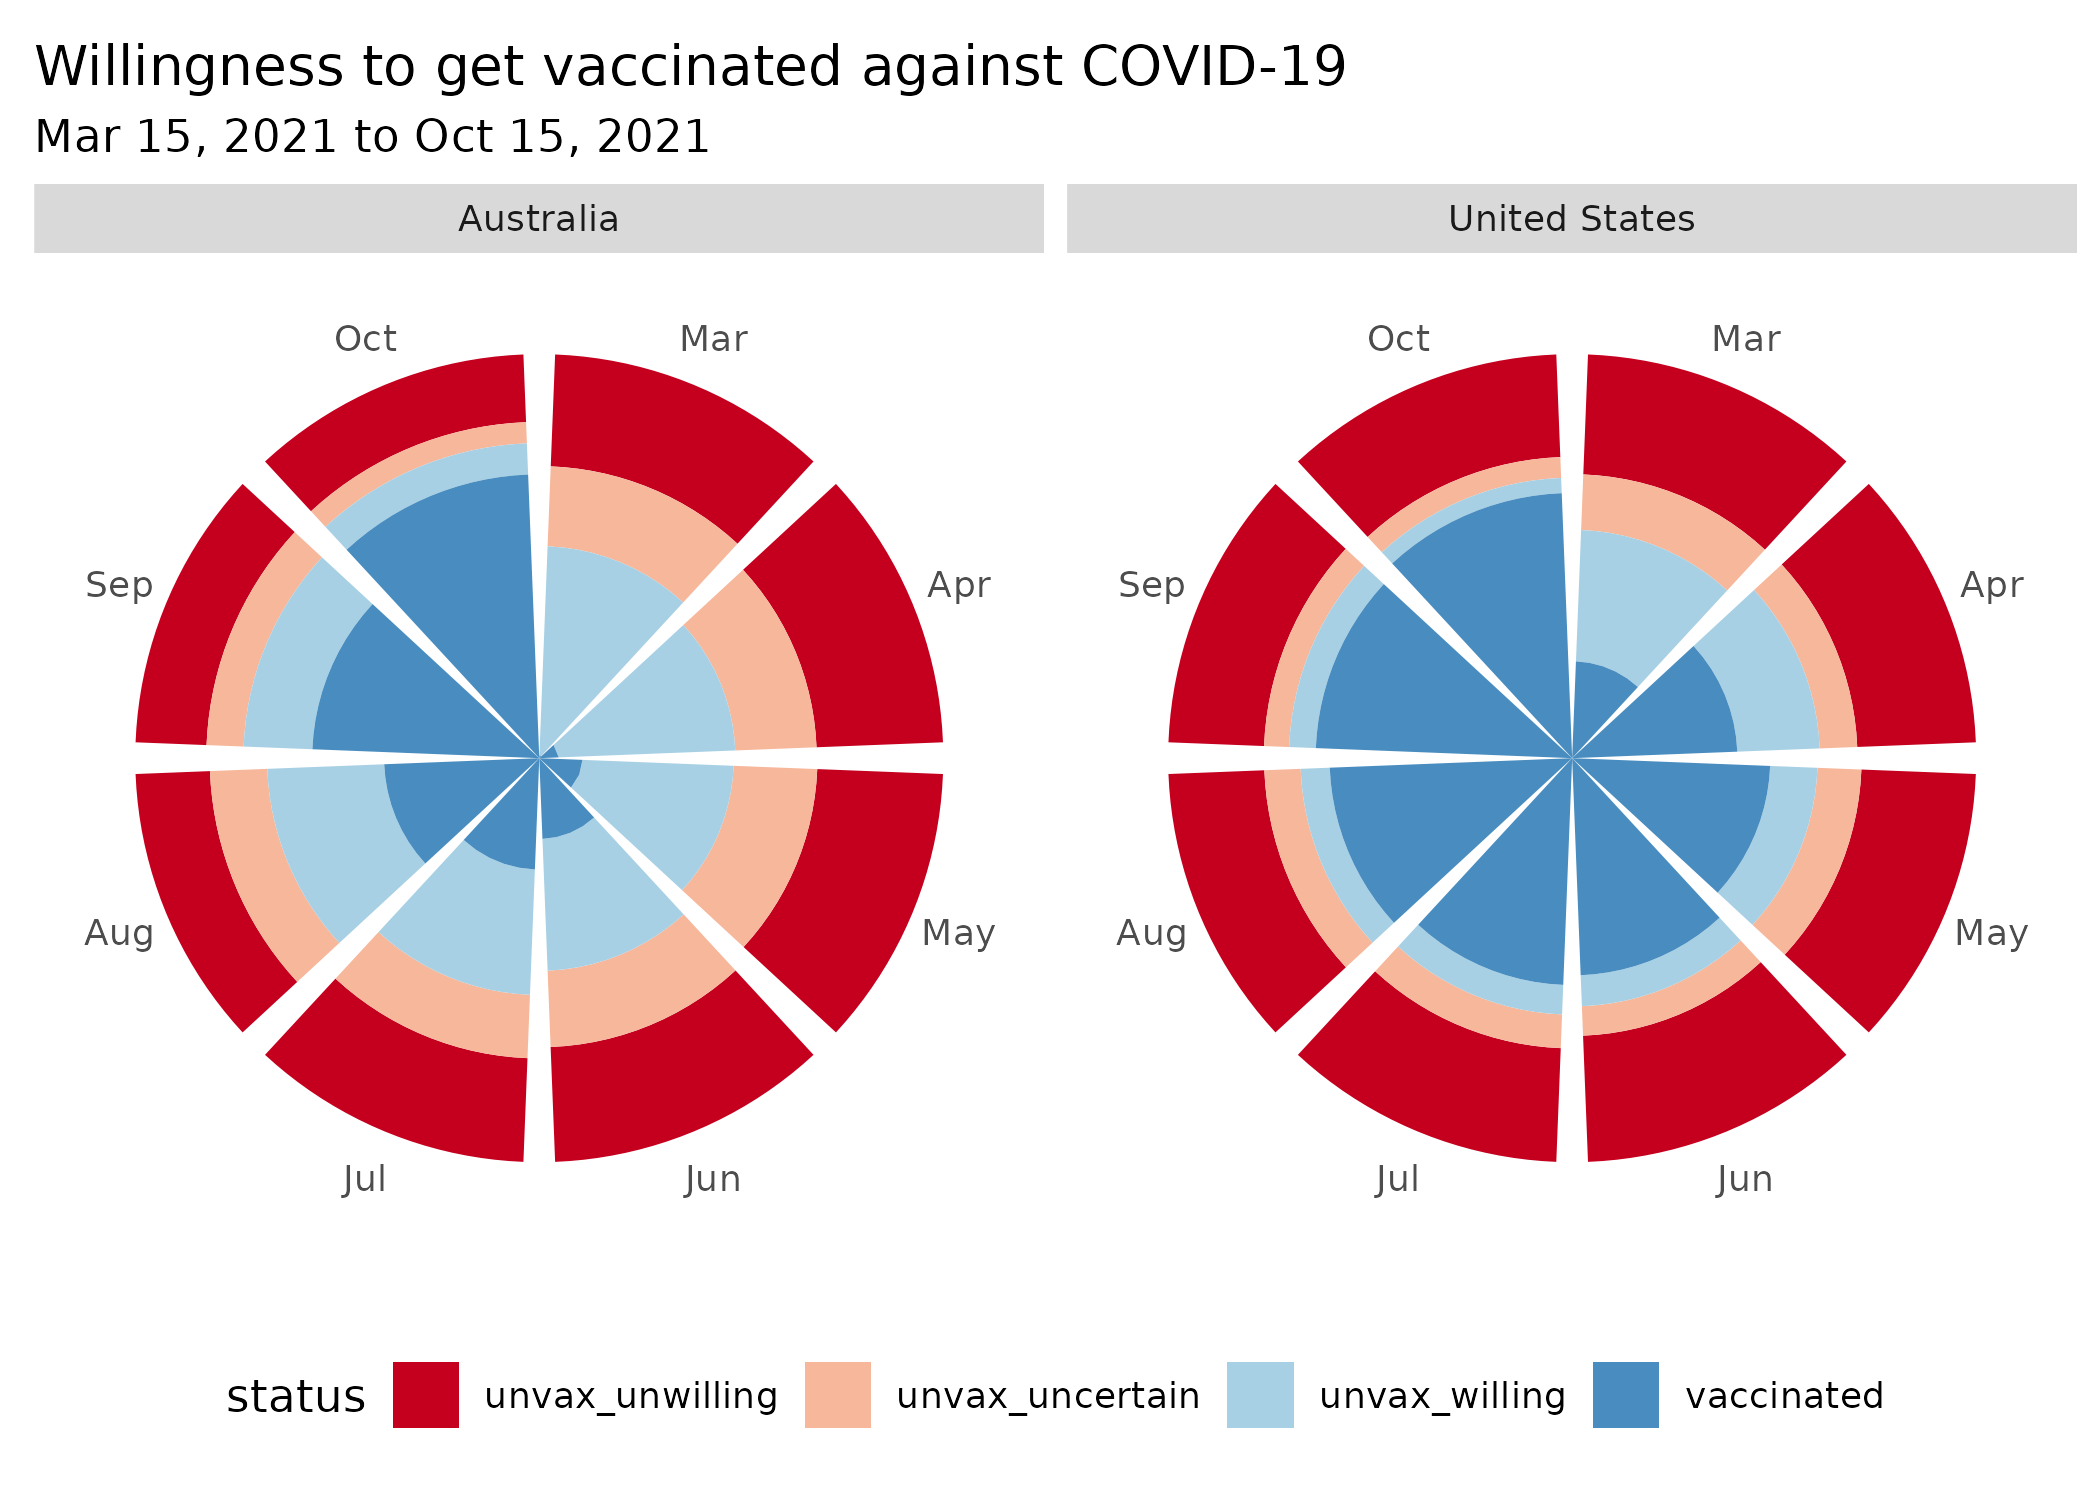 Willingness to get vaccinated against COVID-19
Mar 15, 2021 to Oct 15, 2021
Australia
United States
Oct
Mar
Sep
Apr
Aug
May
Jul
Jun
Oct
Mar
Sep
Apr
Aug
May
Jul
Jun
status
unvax_unwilling
unvax_uncertain
unvax_willing
vaccinated